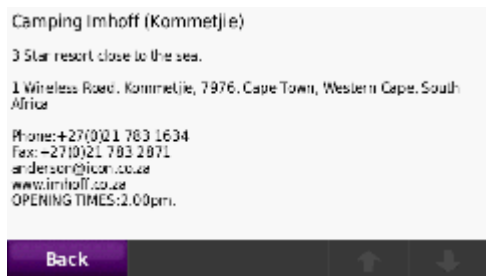 Camping Imhoff (Kommetjie)
3 Star resort close to the sea.
1 Wireless Road, Kommetjie, 7976, Cape Town, Western Cape, South
Africa
Phone:+27(0)21 783 1634
Fax: +27(0)21 783 2871
anderson@icon.co.za
www.imhoff.co.za
OPENING TIMES:2.00pm.
Back